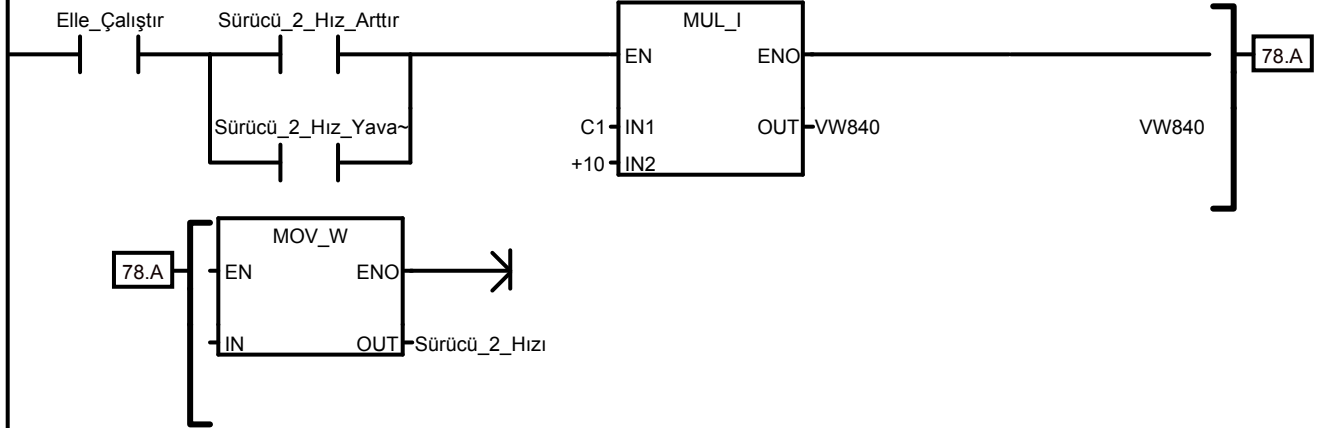 Elle_Çalıştır Sürücü_2_Hız_Arttır MUL_I
EN ENO 78.A
Sürücü_2_Hız_Yava~ C1 IN1 OUT VW840 VW840
+10 IN2
MOV_W
78.A EN ENO
IN OUT Sürücü_2_Hızı